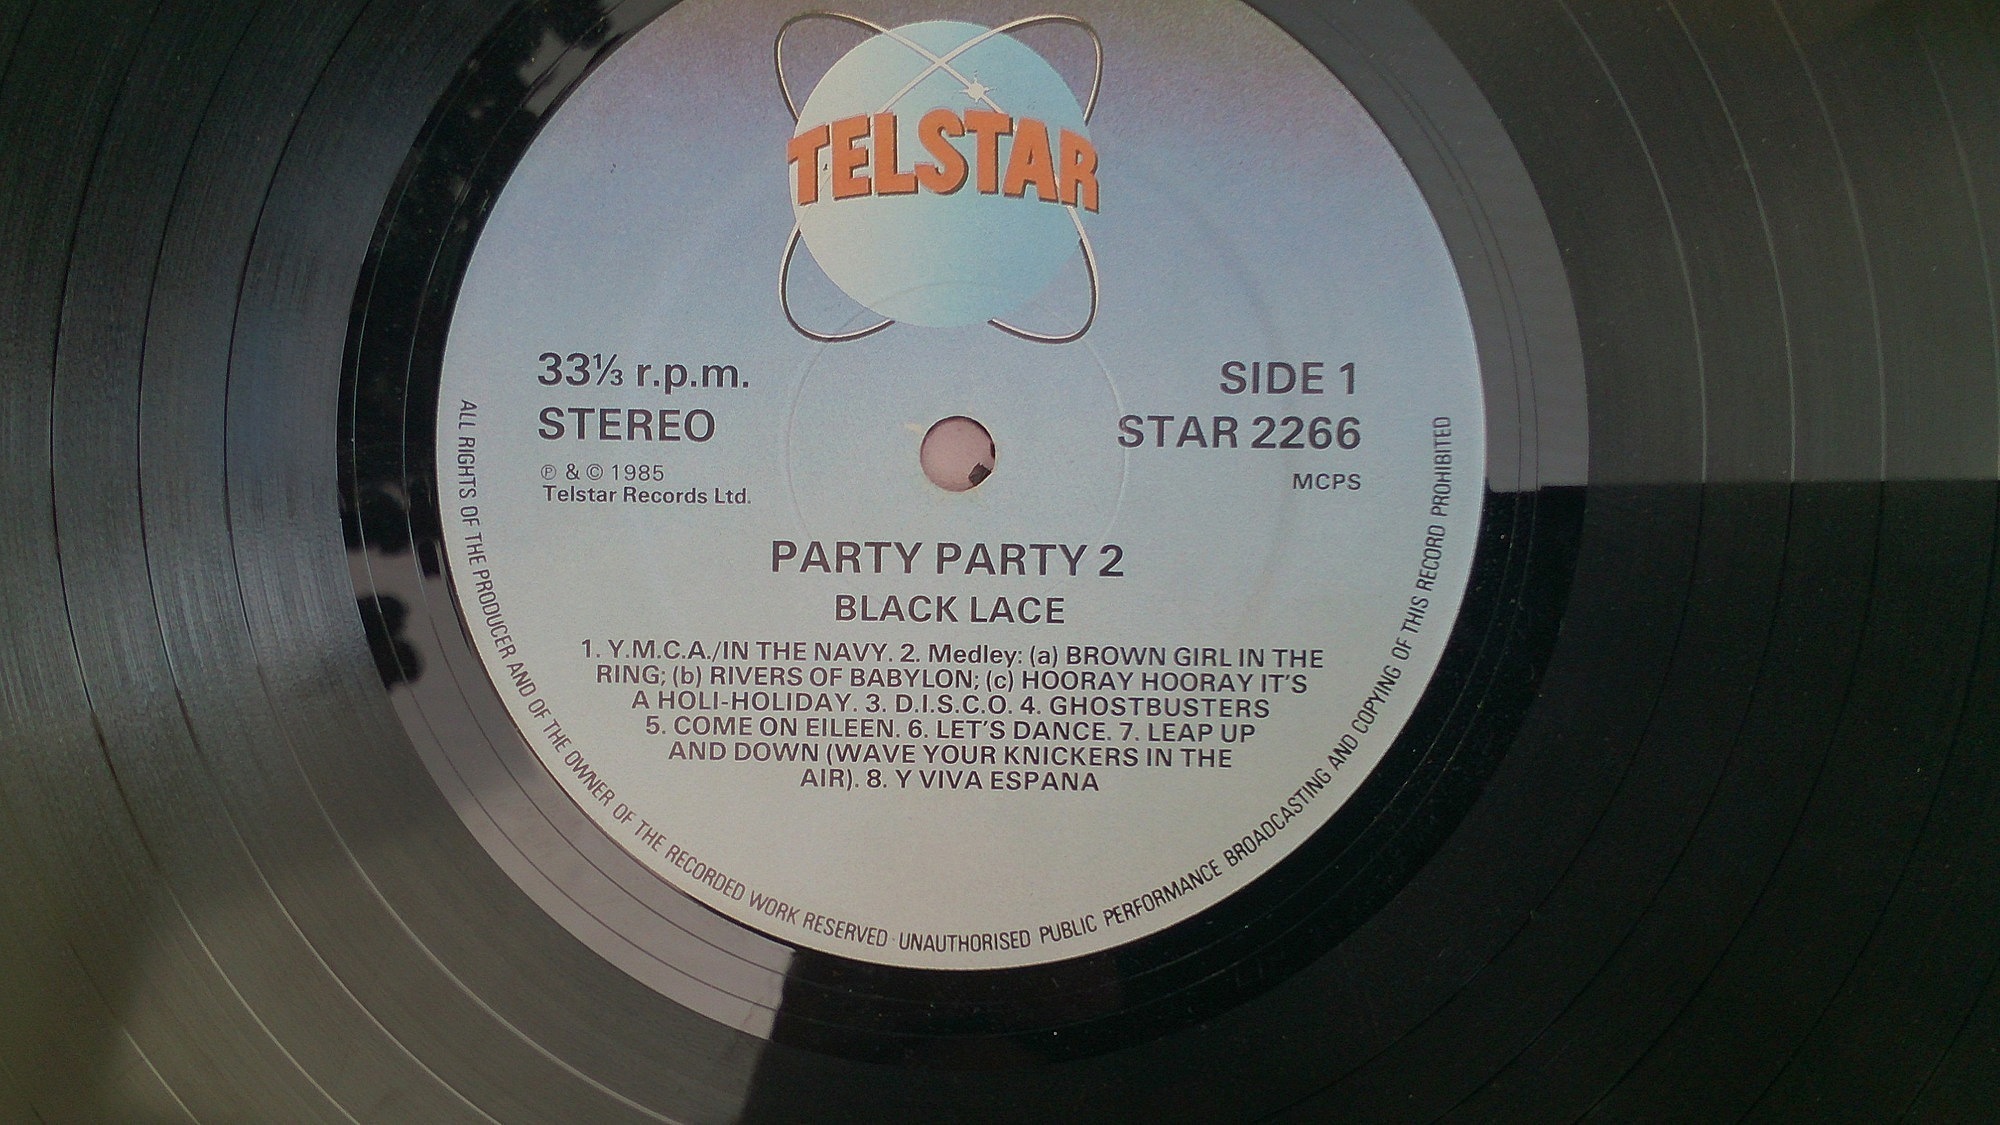 TELSTAR
33⅓ r.p.m.
STEREO
℗ & © 1985
Telstar Records Ltd.
SIDE 1
STAR 2266
MCPS
PARTY PARTY 2
BLACK LACE
1. Y.M.C.A./IN THE NAVY. 2. Medley: (a) BROWN GIRL IN THE
RING; (b) RIVERS OF BABYLON; (c) HOORAY HOORAY IT'S
A HOLI-HOLIDAY. 3. D.I.S.C.O. 4. GHOSTBUSTERS
5. COME ON EILEEN. 6. LET'S DANCE. 7. LEAP UP
AND DOWN (WAVE YOUR KNICKERS IN THE
AIR). 8. Y VIVA ESPANA
ALL RIGHTS OF THE PRODUCER AND OF THE OWNER OF THE RECORDED WORK RESERVED · UNAUTHORISED PUBLIC PERFORMANCE BROADCASTING AND COPYING OF THIS RECORD PROHIBITED